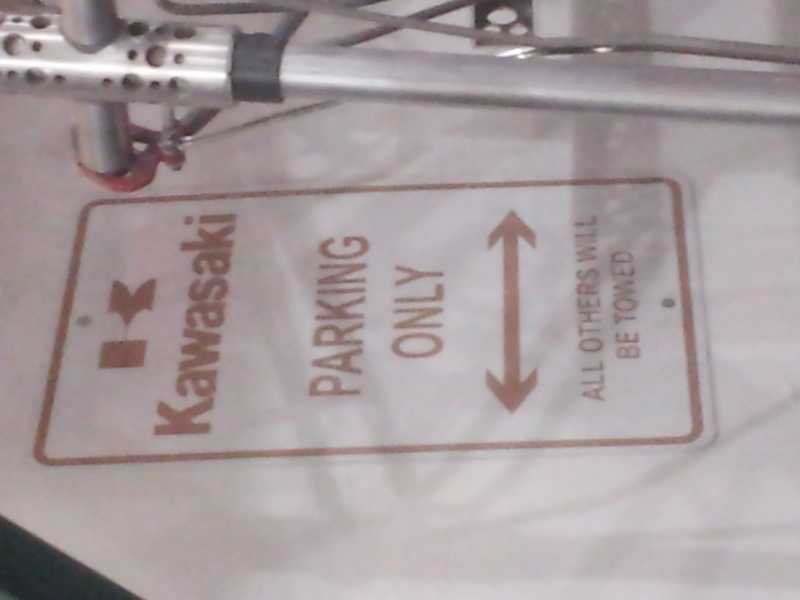 K
Kawasaki
PARKING
ONLY
ALL OTHERS WILL
BE TOWED